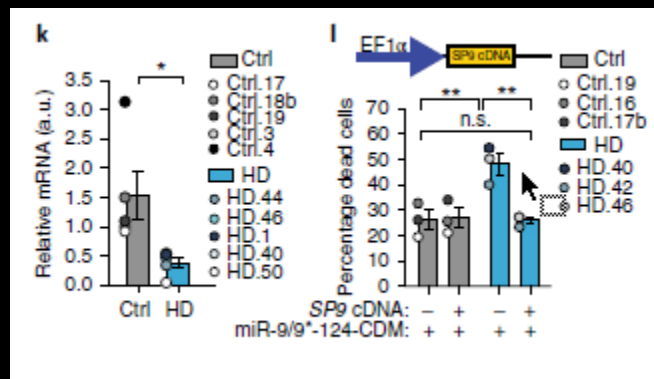 k
*
Relative mRNA (a.u.)
3.5
3.0
2.5
2.0
1.5
1.0
0.5
0.0
Ctrl HD
Ctrl
Ctrl.17
Ctrl.18b
Ctrl.19
Ctrl.3
Ctrl.4
HD
HD.44
HD.46
HD.1
HD.40
HD.50
l
EF1α
SP9 cDNA
** **
n.s.
Percentage dead cells
70
60
50
40
30
20
10
0
Ctrl
Ctrl.19
Ctrl.16
Ctrl.17b
HD
HD.40
HD.42
HD.46
SP9 cDNA: – + – +
miR-9/9*-124-CDM: + + + +